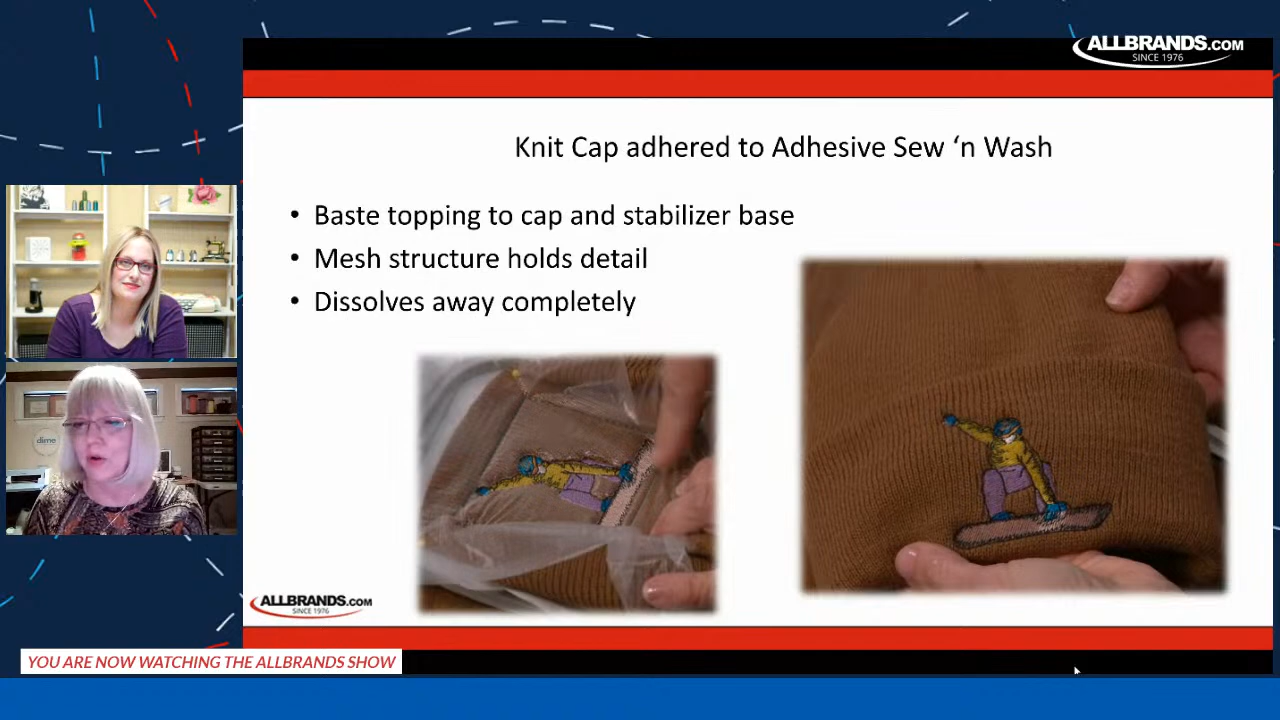 ALLBRANDS.COM
SINCE 1976
Knit Cap adhered to Adhesive Sew ‘n Wash
• Baste topping to cap and stabilizer base
• Mesh structure holds detail
• Dissolves away completely
dime
ALLBRANDS.COM
SINCE 1976
YOU ARE NOW WATCHING THE ALLBRANDS SHOW